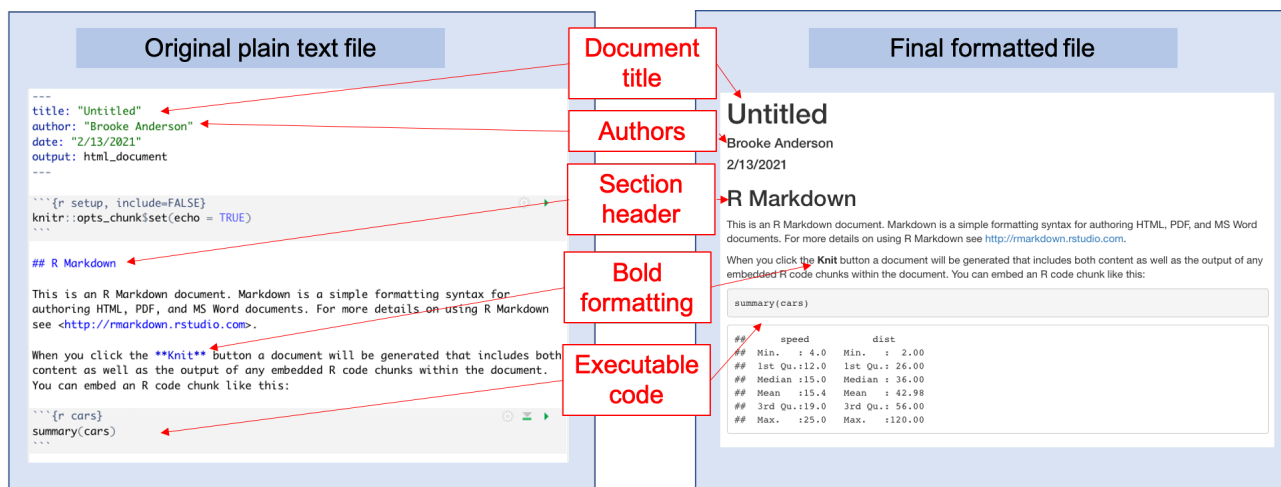 Original plain text file
---
title: "Untitled"
author: "Brooke Anderson"
date: "2/13/2021"
output: html_document
---
```{r setup, include=FALSE}
knitr::opts_chunk$set(echo = TRUE)
```
## R Markdown
This is an R Markdown document. Markdown is a simple formatting syntax for
authoring HTML, PDF, and MS Word documents. For more details on using R Markdown
see <http://rmarkdown.rstudio.com>.
When you click the **Knit** button a document will be generated that includes both
content as well as the output of any embedded R code chunks within the document.
You can embed an R code chunk like this:
```{r cars}
summary(cars)
```
Document
title
Authors
Section
header
Bold
formatting
Executable
code
Final formatted file
Untitled
Brooke Anderson
2/13/2021
R Markdown
This is an R Markdown document. Markdown is a simple formatting syntax for authoring HTML, PDF, and MS Word
documents. For more details on using R Markdown see http://rmarkdown.rstudio.com.
When you click the Knit button a document will be generated that includes both content as well as the output of any
embedded R code chunks within the document. You can embed an R code chunk like this:
summary(cars)
##      speed           dist
##  Min.   : 4.0   Min.   :  2.00
##  1st Qu.:12.0   1st Qu.: 26.00
##  Median :15.0   Median : 36.00
##  Mean   :15.4   Mean   : 42.98
##  3rd Qu.:19.0   3rd Qu.: 56.00
##  Max.   :25.0   Max.   :120.00